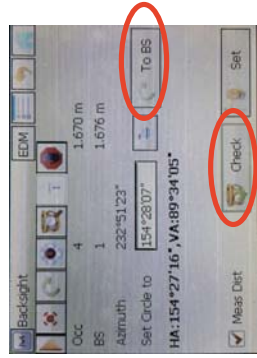 Backsight EDM
Occ 4 1.670 m
BS 1 1.676 m
Azimuth 232°51'23"
Set Circle to 154°28'07" To BS
HA:154°27'16",VA:89°34'05"
Meas Dist Check Set